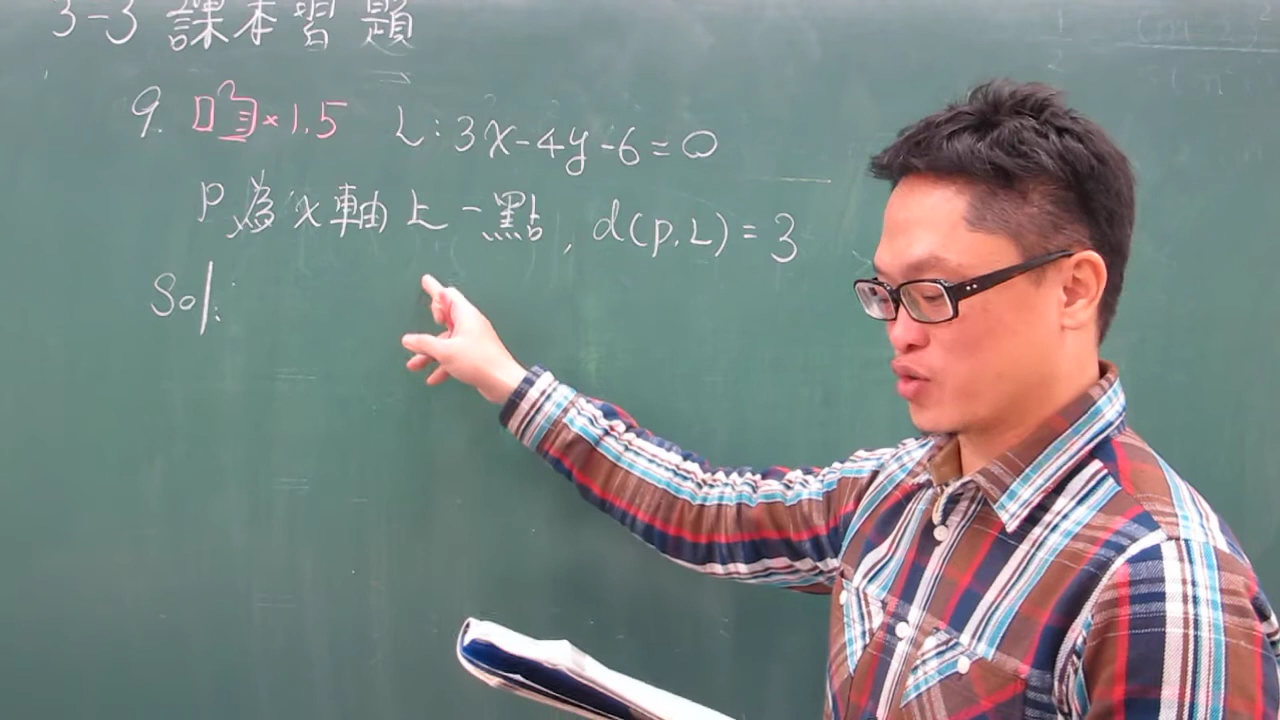 3-3 課本習題
9. ×1.5 L:3x-4y-6=0
P為x軸上一點, d(P,L)=3
Sol: